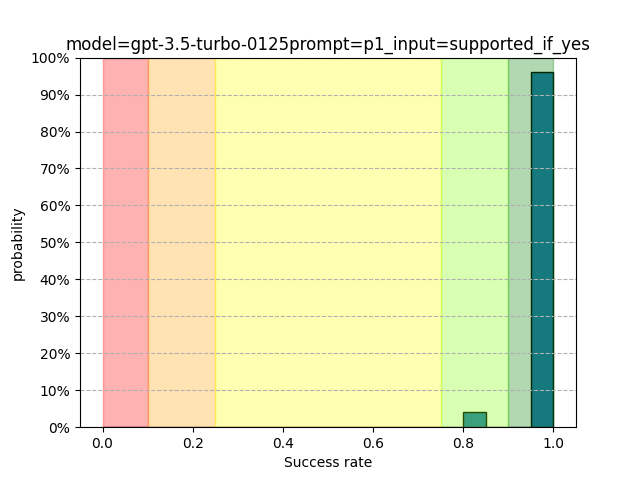 model=gpt-3.5-turbo-0125prompt=p1_input=supported_if_yes
100%
90%
80%
70%
60%
50%
40%
30%
20%
10%
0%
probability
0.0 0.2 0.4 0.6 0.8 1.0
Success rate